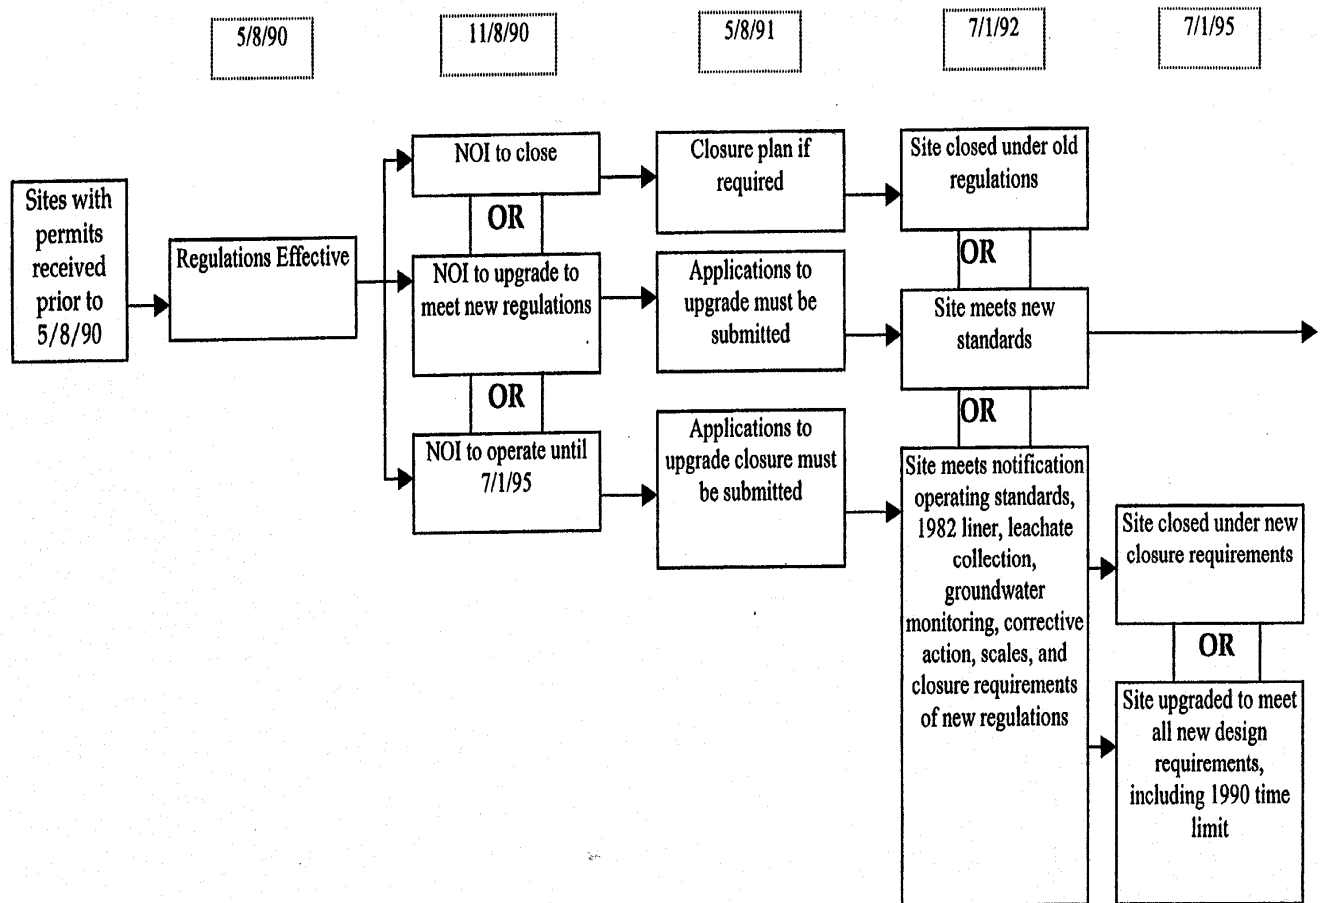 5/8/90
11/8/90
5/8/91
7/1/92
7/1/95
Sites with
permits
received
prior to
5/8/90
Regulations Effective
NOI to close
OR
NOI to upgrade to
meet new regulations
OR
NOI to operate until
7/1/95
Closure plan if
required
Applications to
upgrade must be
submitted
Applications to
upgrade closure must
be submitted
Site closed under old
regulations
OR
Site meets new
standards
OR
Site meets notification
operating standards,
1982 liner, leachate
collection,
groundwater
monitoring, corrective
action, scales, and
closure requirements
of new regulations
Site closed under new
closure requirements
OR
Site upgraded to meet
all new design
requirements,
including 1990 time
limit